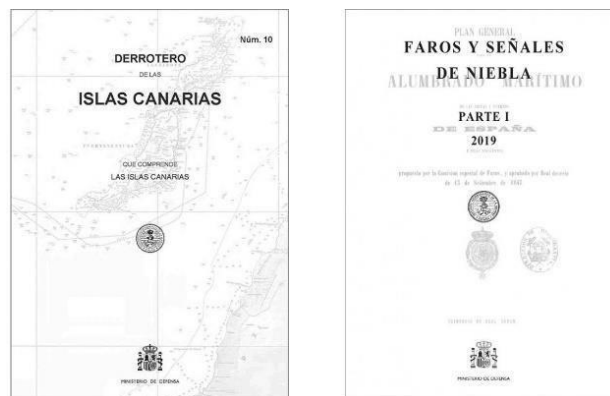 Núm. 10
DERROTERO
DE LAS
ISLAS CANARIAS
QUE COMPRENDE
LAS ISLAS CANARIAS
MINISTERIO DE DEFENSA
PLAN GENERAL
FAROS Y SEÑALES
DE NIEBLA
ALUMBRADO MARÍTIMO
PARTE I
DE ESPAÑA
2019
MINISTERIO DE DEFENSA